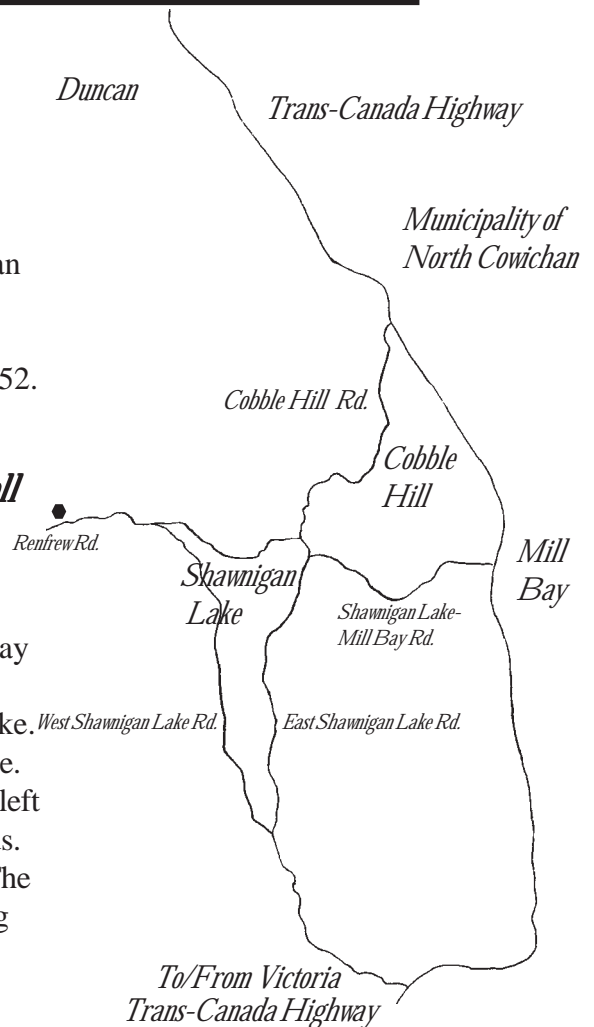 Duncan
Trans-Canada Highway
Municipality of
North Cowichan
52.
Cobble Hill Rd.
Cobble
Hill
Renfrew Rd.
Shawnigan
Lake
Mill
Bay
Shawnigan Lake-
Mill Bay Rd.
West Shawnigan Lake Rd.
East Shawnigan Lake Rd.
left
To/From Victoria
Trans-Canada Highway